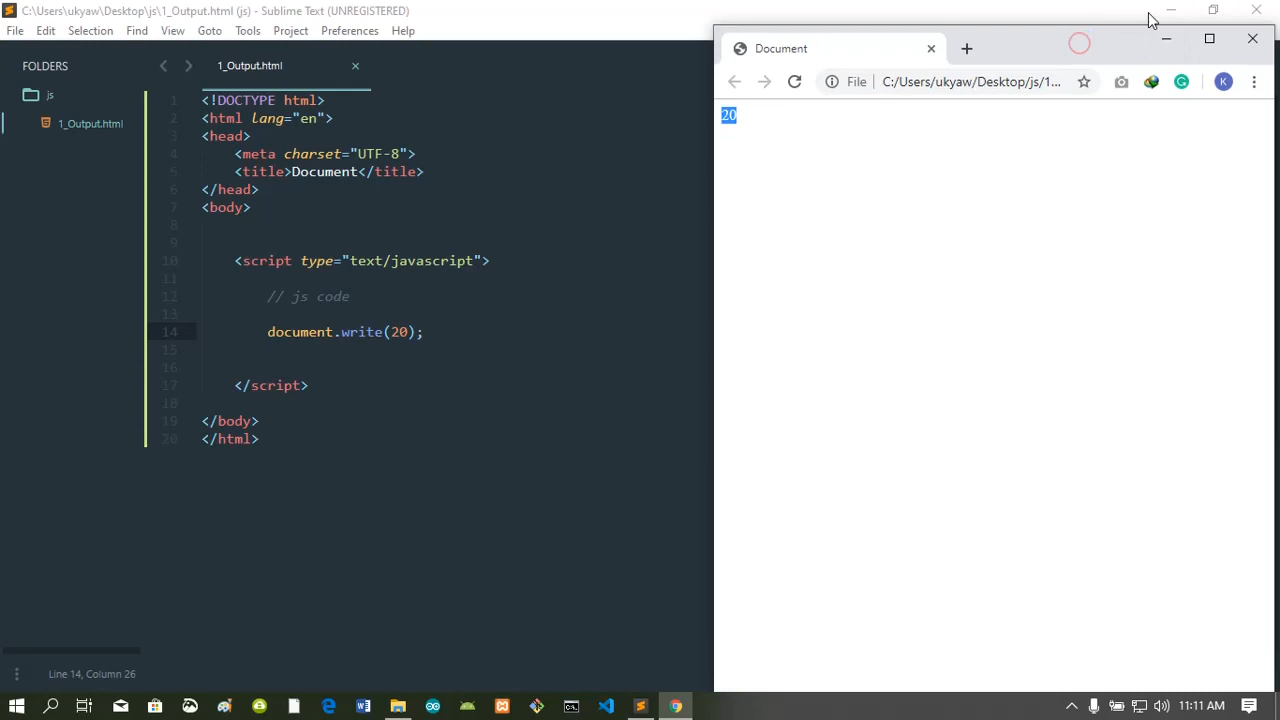 C:\Users\ukyaw\Desktop\js\1_Output.html (js) - Sublime Text (UNREGISTERED)
File Edit Selection Find View Goto Tools Project Preferences Help
FOLDERS
js
1_Output.html
1_Output.html
1 <!DOCTYPE html>
2 <html lang="en">
3 <head>
4 <meta charset="UTF-8">
5 <title>Document</title>
6 </head>
7 <body>
8
9
10 <script type="text/javascript">
11
12 // js code
13
14 document.write(20);
15
16
17 </script>
18
19 </body>
20 </html>
Line 14, Column 26
Document
File C:/Users/ukyaw/Desktop/js/1...
K
20
11:11 AM